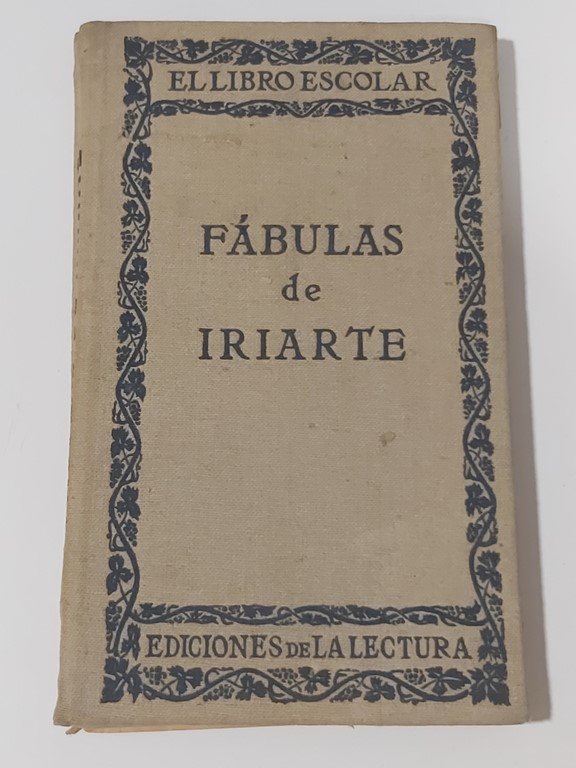 EL LIBRO ESCOLAR
FÁBULAS
de
IRIARTE
EDICIONES DE LA LECTURA